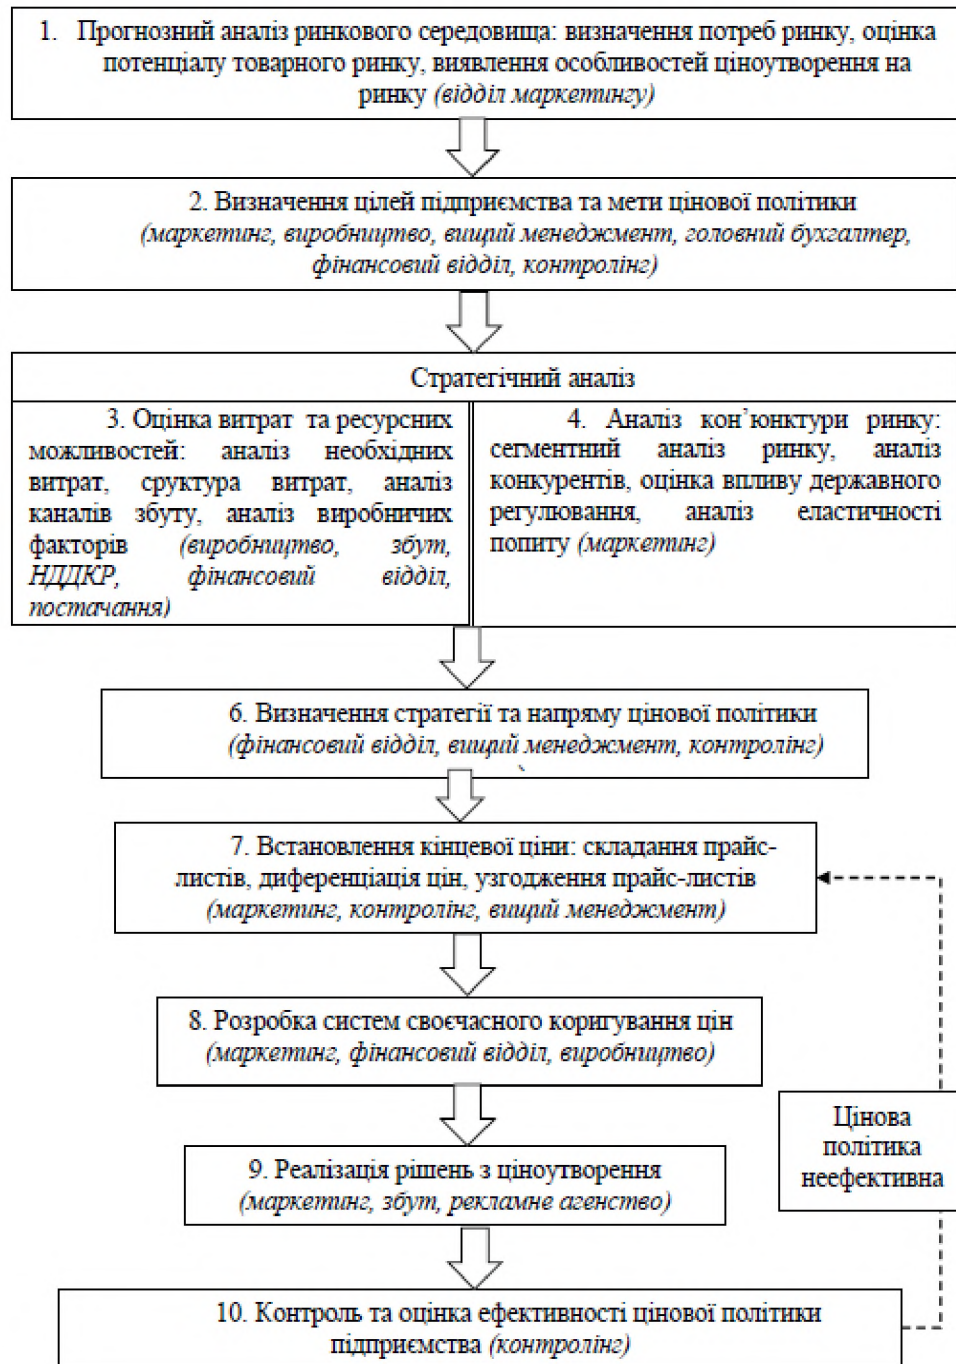 1. Прогнозний аналіз ринкового середовища: визначення потреб ринку, оцінка
потенціалу товарного ринку, виявлення особливостей ціноутворення на
ринку (відділ маркетингу)
2. Визначення цілей підприємства та мети цінової політики
(маркетинг, виробництво, вищий менеджмент, головний бухгалтер,
фінансовий відділ, контролінг)
Стратегічний аналіз
3. Оцінка витрат та ресурсних
можливостей: аналіз необхідних
витрат, сруктура витрат, аналіз
каналів збуту, аналіз виробничих
факторів (виробництво, збут,
НДДКР, фінансовий відділ,
постачання)
4. Аналіз кон’юнктури ринку:
сегментний аналіз ринку, аналіз
конкурентів, оцінка впливу державного
регулювання, аналіз еластичності
попиту (маркетинг)
6. Визначення стратегії та напряму цінової політики
(фінансовий відділ, вищий менеджмент, контролінг)
7. Встановлення кінцевої ціни: складання прайс-
листів, диференціація цін, узгодження прайс-листів
(маркетинг, контролінг, вищий менеджмент)
8. Розробка систем своєчасного коригування цін
(маркетинг, фінансовий відділ, виробництво)
Цінова
політика
неефективна
9. Реалізація рішень з ціноутворення
(маркетинг, збут, рекламне агенство)
10. Контроль та оцінка ефективності цінової політики
підприємства (контролінг)